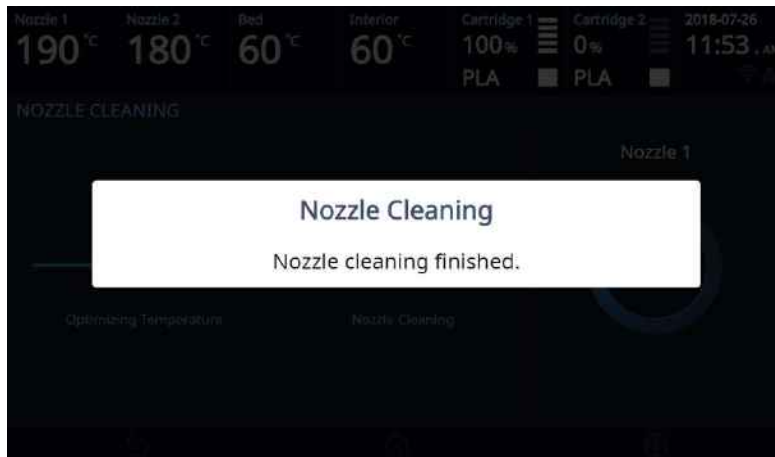 Nozzle 1 Nozzle 2 Bed Interior Cartridge 1 Cartridge 2 2018-07-26
190°C 180°C 60°C 60°C 100% 0% 11:53
PLA PLA
NOZZLE CLEANING
Nozzle 1
Nozzle Cleaning
Nozzle cleaning finished.
Optimizing Temperature Nozzle Cleaning